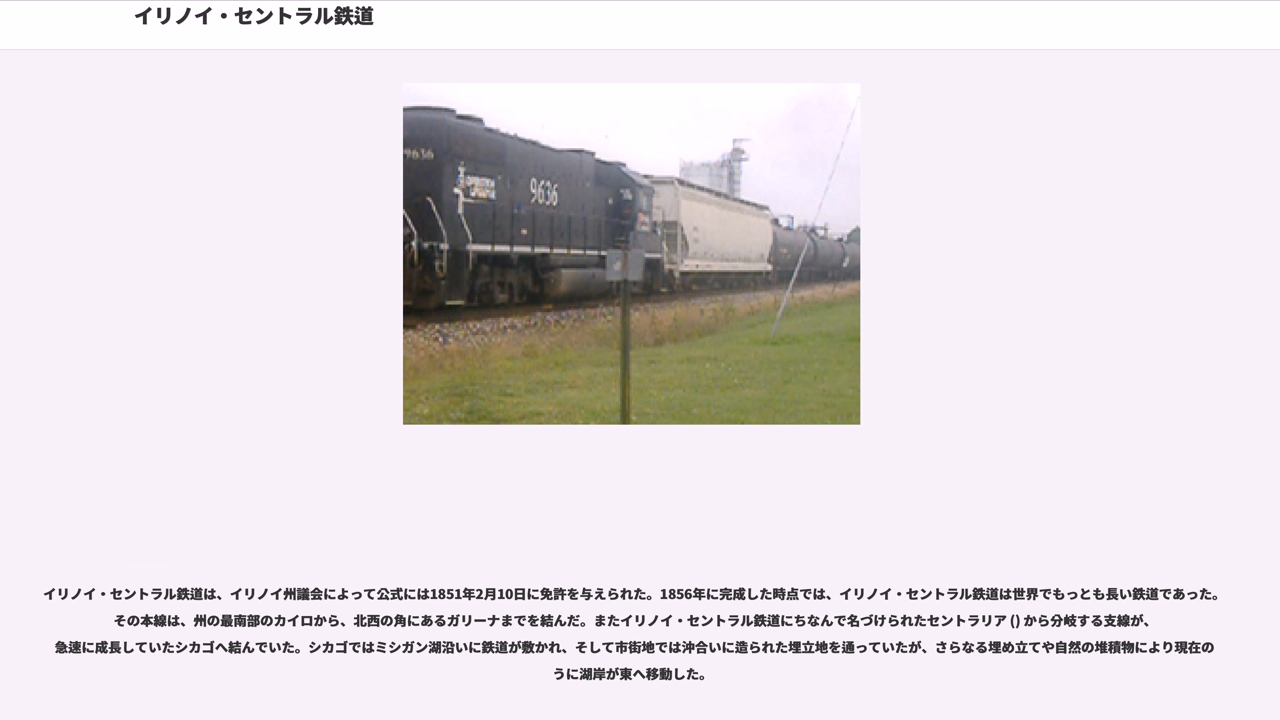 イリノイ・セントラル鉄道
9636
9636
イリノイ・セントラル鉄道は、イリノイ州議会によって公式には1851年2月10日に免許を与えられた。1856年に完成した時点では、イリノイ・セントラル鉄道は世界でもっとも長い鉄道であった。
その本線は、州の最南部のカイロから、北西の角にあるガリーナまでを結んだ。またイリノイ・セントラル鉄道にちなんで名づけられたセントラリア () から分岐する支線が、
急速に成長していたシカゴへ結んでいた。シカゴではミシガン湖沿いに鉄道が敷かれ、そして市街地では沖合いに造られた埋立地を通っていたが、さらなる埋め立てや自然の堆積物により現在の
うに湖岸が東へ移動した。